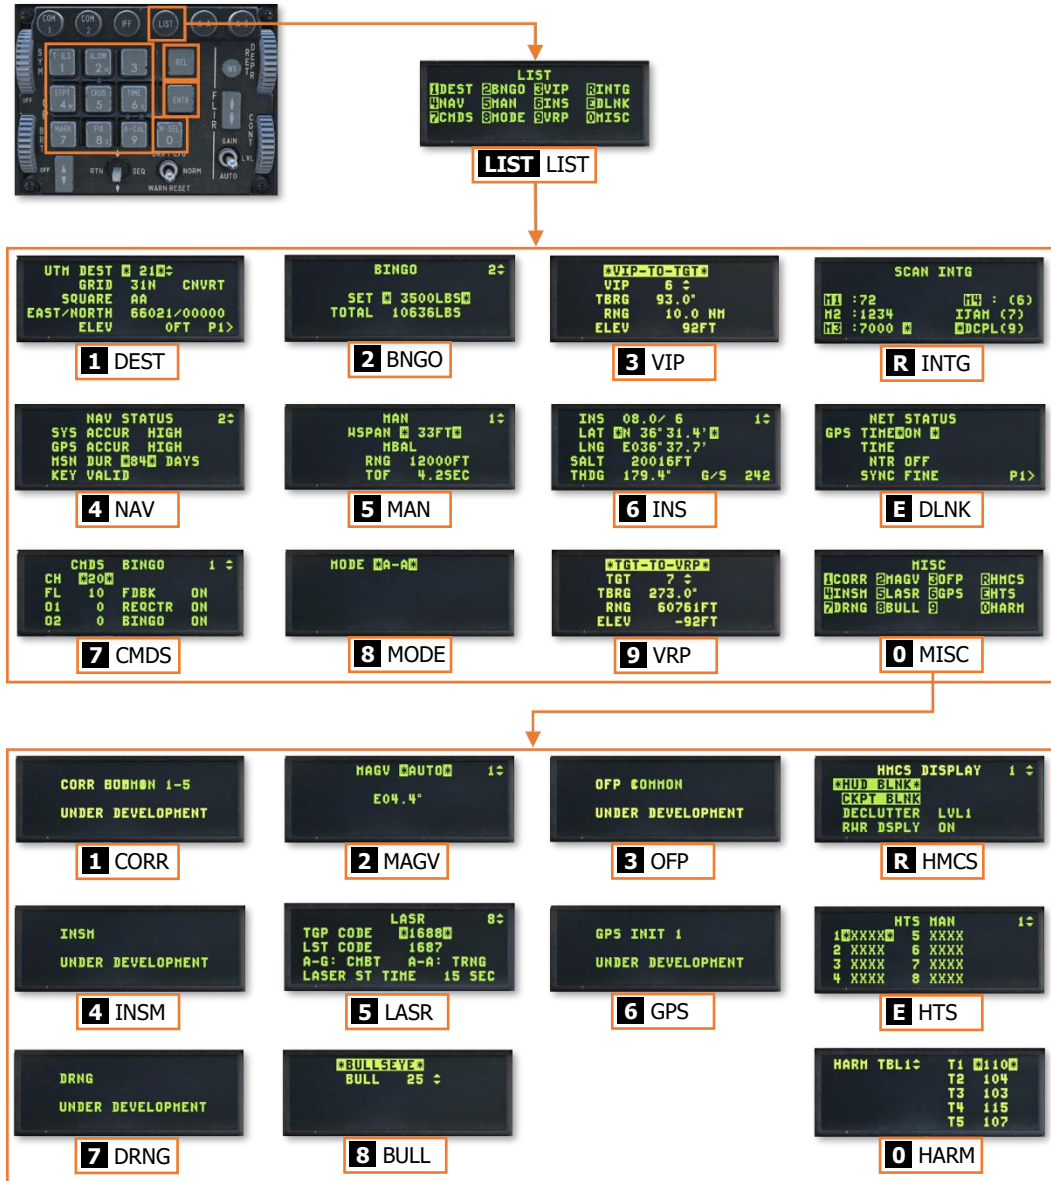 COM 1
COM 2
IFF
LIST
A-A
A-G
SYM
RET DEPR
T-ILS 1
ALOW 2 N
3
RCL
WX
OFF
STPT 4 W
CRUS 5
TIME 6 E
ENTR
FLIR
BRT
CONT
MARK 7
FIX 8 S
A-CAL 9
M-SEL 0 -
GAIN
LVL
AUTO
DRIFT C/O
OFF
RTN
SEQ
NORM
WARN RESET
LIST
1DEST 2BNGO 3VIP RINTG
4NAV 5MAN 6INS EDLNK
7CMDS 8MODE 9VRP 0MISC
LIST LIST
UTM DEST * 21*
GRID 31N CNVRT
SQUARE AA
EAST/NORTH 66021/00000
ELEV 0FT P1>
1 DEST
BINGO 2
SET * 3500LBS*
TOTAL 10636LBS
2 BNGO
*VIP-TO-TGT*
VIP 6
TBRG 93.0°
RNG 10.0 NM
ELEV 92FT
3 VIP
SCAN INTG
M1 :72 M4 : (6)
M2 :1234 IJAM (7)
M3 :7000 * *DCPL(9)
R INTG
NAV STATUS 2
SYS ACCUR HIGH
GPS ACCUR HIGH
MSN DUR *84* DAYS
KEY VALID
4 NAV
MAN 1
WSPAN * 33FT*
MBAL
RNG 12000FT
TOF 4.2SEC
5 MAN
INS 08.0/ 6 1
LAT *N 36°31.4'*
LNG E036°37.7'
SALT 20016FT
THDG 179.4° G/S 242
6 INS
NET STATUS
GPS TIME*ON *
TIME
NTR OFF
SYNC FINE P1>
E DLNK
CMDS BINGO 1
CH *20*
FL 10 FDBK ON
O1 0 REQCTR ON
O2 0 BINGO ON
7 CMDS
MODE *A-A*
8 MODE
*TGT-TO-VRP*
TGT 7
TBRG 273.0°
RNG 60761FT
ELEV -92FT
9 VRP
MISC
1CORR 2MAGV 3OFP RHMCS
4INSM 5LASR 6GPS EHTS
7DRNG 8BULL 9 0HARM
0 MISC
CORR 1-5
UNDER DEVELOPMENT
1 CORR
MAGV *AUTO* 1
E04.4°
2 MAGV
OFP COMMON
UNDER DEVELOPMENT
3 OFP
HMCS DISPLAY 1
*HUD BLNK*
CKPT BLNK
DECLUTTER LVL1
RWR DSPLY ON
R HMCS
INSM
UNDER DEVELOPMENT
4 INSM
LASR 8
TGP CODE *1688*
LST CODE 1687
A-G: CMBT A-A: TRNG
LASER ST TIME 15 SEC
5 LASR
GPS INIT 1
UNDER DEVELOPMENT
6 GPS
HTS MAN 1
1*XXXX* 5 XXXX
2 XXXX 6 XXXX
3 XXXX 7 XXXX
4 XXXX 8 XXXX
E HTS
DRNG
UNDER DEVELOPMENT
7 DRNG
*BULLSEYE*
BULL 25
8 BULL
HARM TBL1 T1 *110*
T2 104
T3 103
T4 115
T5 107
0 HARM